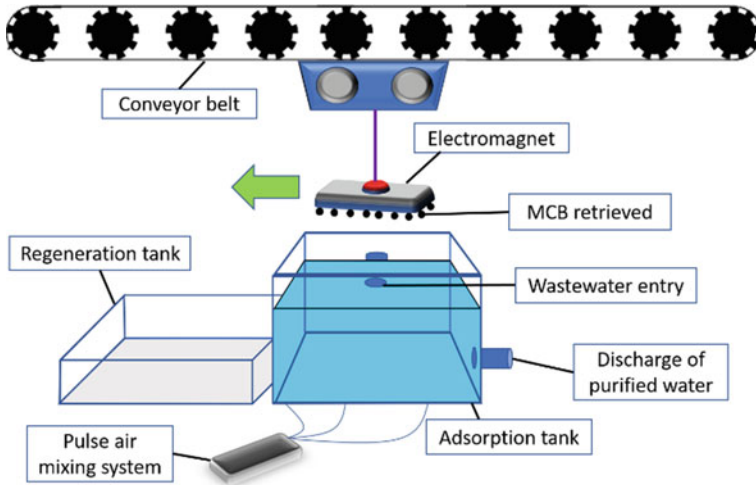 Conveyor belt
Electromagnet
MCB retrieved
Regeneration tank
Wastewater entry
Discharge of
purified water
Adsorption tank
Pulse air
mixing system